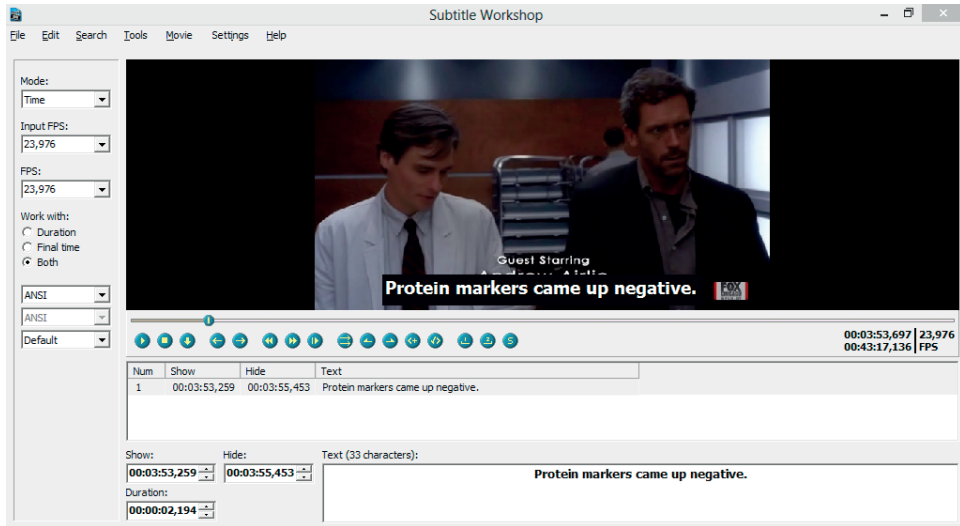 Subtitle Workshop
File Edit Search Tools Movie Settings Help
Mode:
Time
Input FPS:
23,976
FPS:
23,976
Work with:
Duration
Final time
Both
ANSI
ANSI
Default
Guest Starring
Protein markers came up negative.
FOX
00:03:53,697 23,976
00:43:17,136 FPS
Num Show Hide Text
1 00:03:53,259 00:03:55,453 Protein markers came up negative.
Show: Hide: Text (33 characters):
00:03:53,259 00:03:55,453 Protein markers came up negative.
Duration:
00:00:02,194